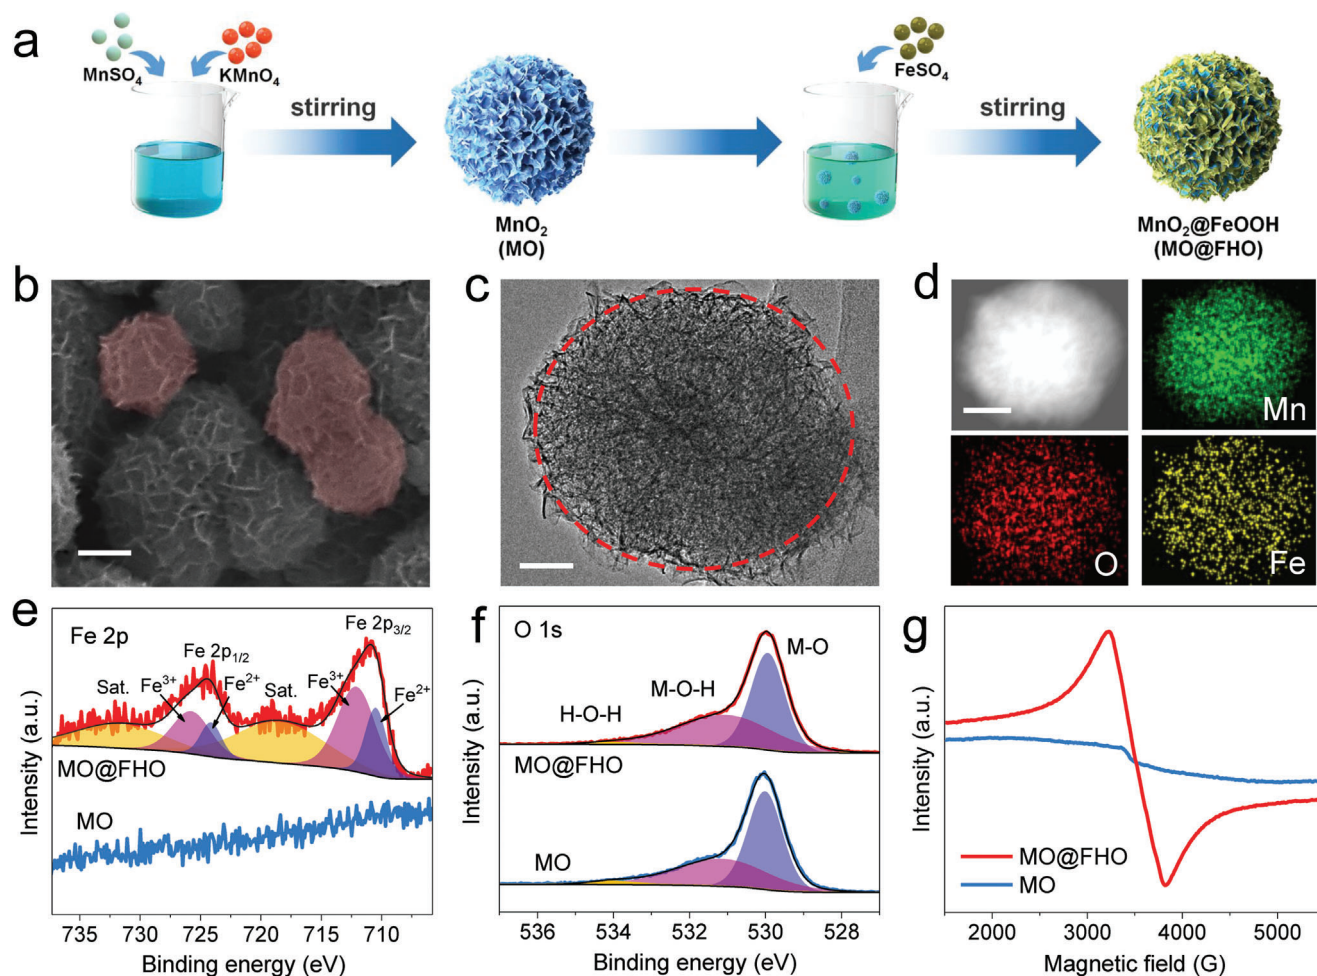 a
MnSO₄
KMnO₄
stirring
MnO₂
(MO)
FeSO₄
stirring
MnO₂@FeOOH
(MO@FHO)
b
c
d
Mn
O
Fe
e
Fe 2p
Fe 2p₃/₂
Fe 2p₁/₂
Sat.
Fe³⁺
Fe²⁺
Sat.
Fe³⁺
Fe²⁺
MO@FHO
MO
Intensity (a.u.)
735 730 725 720 715 710
Binding energy (eV)
f
O 1s
M-O
M-O-H
H-O-H
MO@FHO
MO
Intensity (a.u.)
536 534 532 530 528
Binding energy (eV)
g
MO@FHO
MO
Intensity (a.u.)
2000 3000 4000 5000
Magnetic field (G)